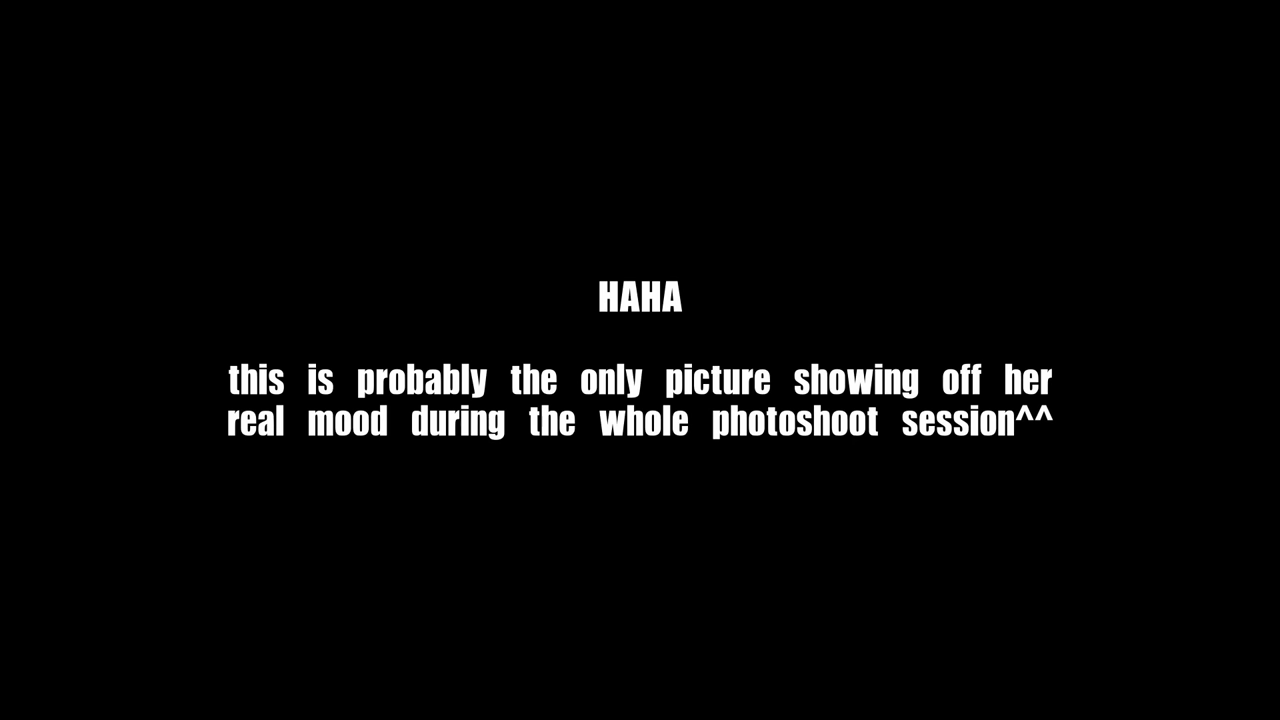 HAHA
this is probably the only picture showing off her
real mood during the whole photoshoot session^^